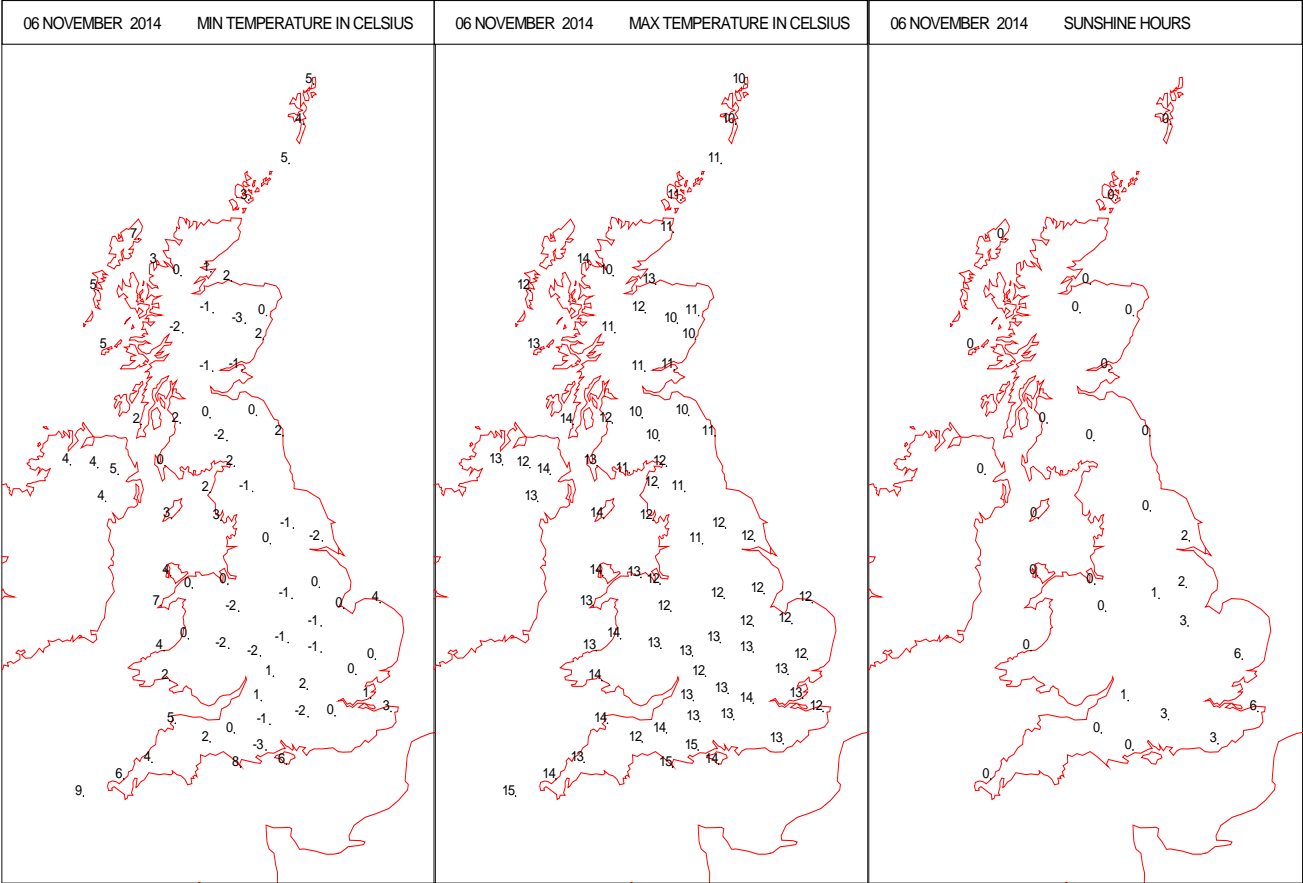 06 NOVEMBER 2014 MIN TEMPERATURE IN CELSIUS
5.
4.
5.
3.
7.
3.
0. -1. 2.
5.
-1. -3. 0.
-2. 2.
5.
-1. -1.
0. 0.
2. 2. 2.
-2.
4. 4. 5. 0. 2.
4. 2. -1.
3. 3. -1.
0. -2.
4. 0. 0. -1. 0.
7. -2. 0. 4.
-1.
0. -1. -1.
4. -2. -2. 0.
2. 1. 0.
2. 1.
1. 3.
5. -1. -2. 0.
2. 0.
4. -3. 8. 6.
6.
9.
06 NOVEMBER 2014 MAX TEMPERATURE IN CELSIUS
10.
10.
11.
11.
11.
14. 10.
12. 13.
12. 10. 11.
11. 10.
13.
11. 11.
10. 10.
14. 12.
10. 11.
13. 12. 14. 13. 11. 12.
13. 12. 11.
14. 12. 12.
11. 12.
14. 13. 12.
12. 12. 12.
13. 12.
12. 12.
14. 13.
13. 13. 13. 13. 12.
14. 12. 13.
13. 13. 14. 13. 12.
14. 13. 13.
12. 14. 13.
13. 15. 15. 14.
14.
15.
06 NOVEMBER 2014 SUNSHINE HOURS
0.
0.
0.
0.
0. 0.
0.
0.
0.
0. 0.
0.
0. 0.
2.
0. 0. 1. 2.
0. 3.
0. 6.
1. 6.
0. 3.
0. 3.
0.